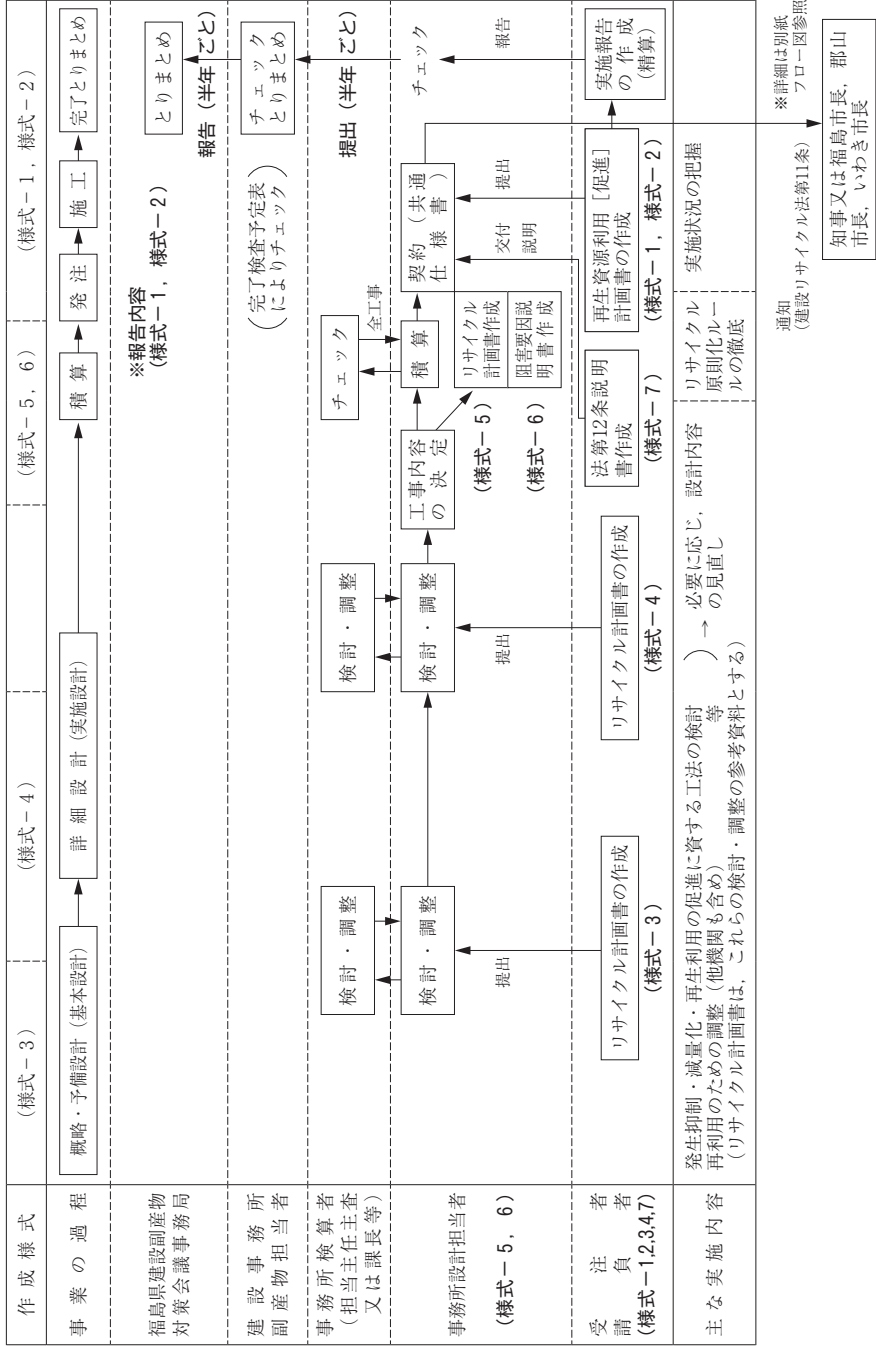 作成様式
(様式－3)
(様式－4)
(様式－5，6)
(様式－1，様式－2)
事業の過程
概略・予備設計(基本設計)
詳細設計(実施設計)
積算
発注
施工
完了とりまとめ
福島県建設副産物
対策会議事務局
※報告内容
(様式－1，様式－2)
とりまとめ
報告(半年ごと)
建設事務所
副産物担当者
(完了検査予定表
によりチェック)
チェック
とりまとめ
事務所検算者
(担当主任主査
又は課長等)
検討・調整
検討・調整
チェック
全工事
提出(半年ごと)
事務所設計担当者
(様式－5，6)
検討・調整
検討・調整
工事内容
の決定
(様式－5)
(様式－6)
積算
リサイクル
計画書作成
阻害要因説
明書作成
契約(共通
仕様書)
チェック
提出
提出
交付
説明
提出
報告
受注者
請負者
(様式－1,2,3,4,7)
リサイクル計画書の作成
(様式－3)
リサイクル計画書の作成
(様式－4)
法第12条説明
書作成
(様式－7)
再生資源利用［促進］
計画書の作成
(様式－1，様式－2)
実施報告
の作成
(精算)
主な実施内容
発生抑制・減量化・再生利用の促進に資する工法の検討
再利用のための調整(他機関も含め)　等
) → 必要に応じ，設計内容
の見直し
(リサイクル計画書は，これらの検討・調整の参考資料とする)
リサイクル
原則化ルー
ルの徹底
実施状況の把握
通知
(建設リサイクル法第11条)
※詳細は別紙
フロー図参照
知事又は福島市長，郡山
市長，いわき市長